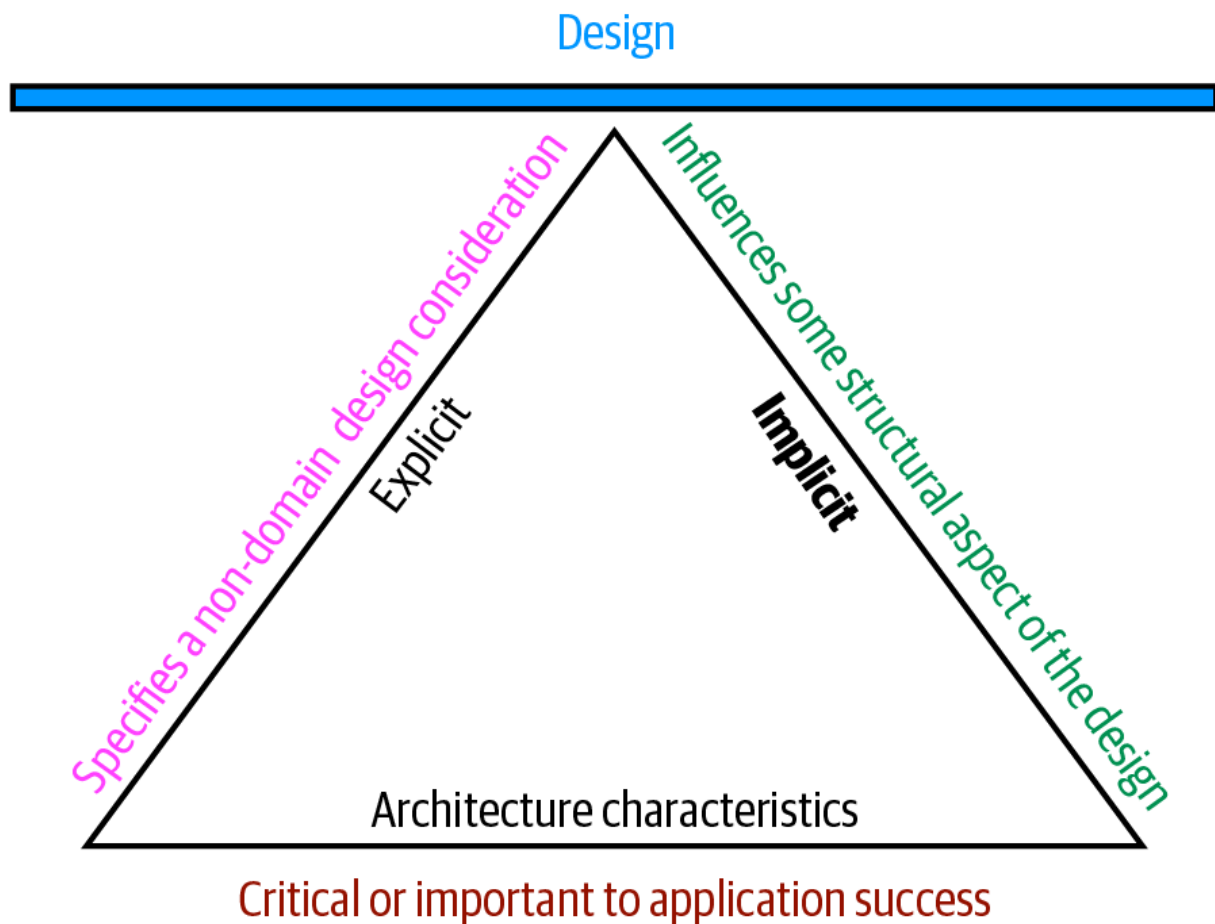 Design
Specifies a non-domain design consideration
Influences some structural aspect of the design
Explicit
Implicit
Architecture characteristics
Critical or important to application success